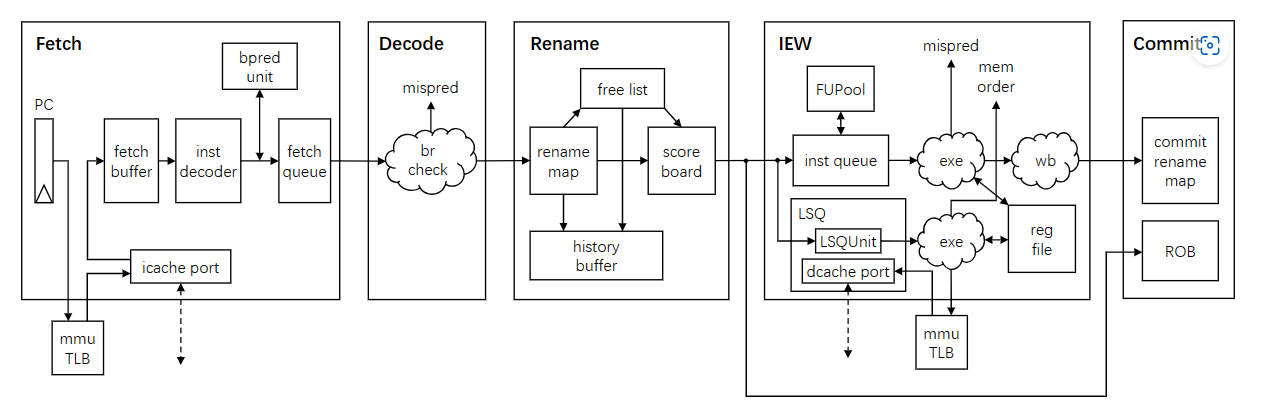 Fetch
bpred
unit
PC
fetch
buffer
inst
decoder
fetch
queue
icache port
mmu
TLB
Decode
mispred
br
check
Rename
free list
rename
map
score
board
history
buffer
IEW
mispred
mem
order
FUPool
inst queue
exe
wb
LSQ
LSQUnit
dcache port
exe
reg
file
mmu
TLB
Commit
commit
rename
map
ROB